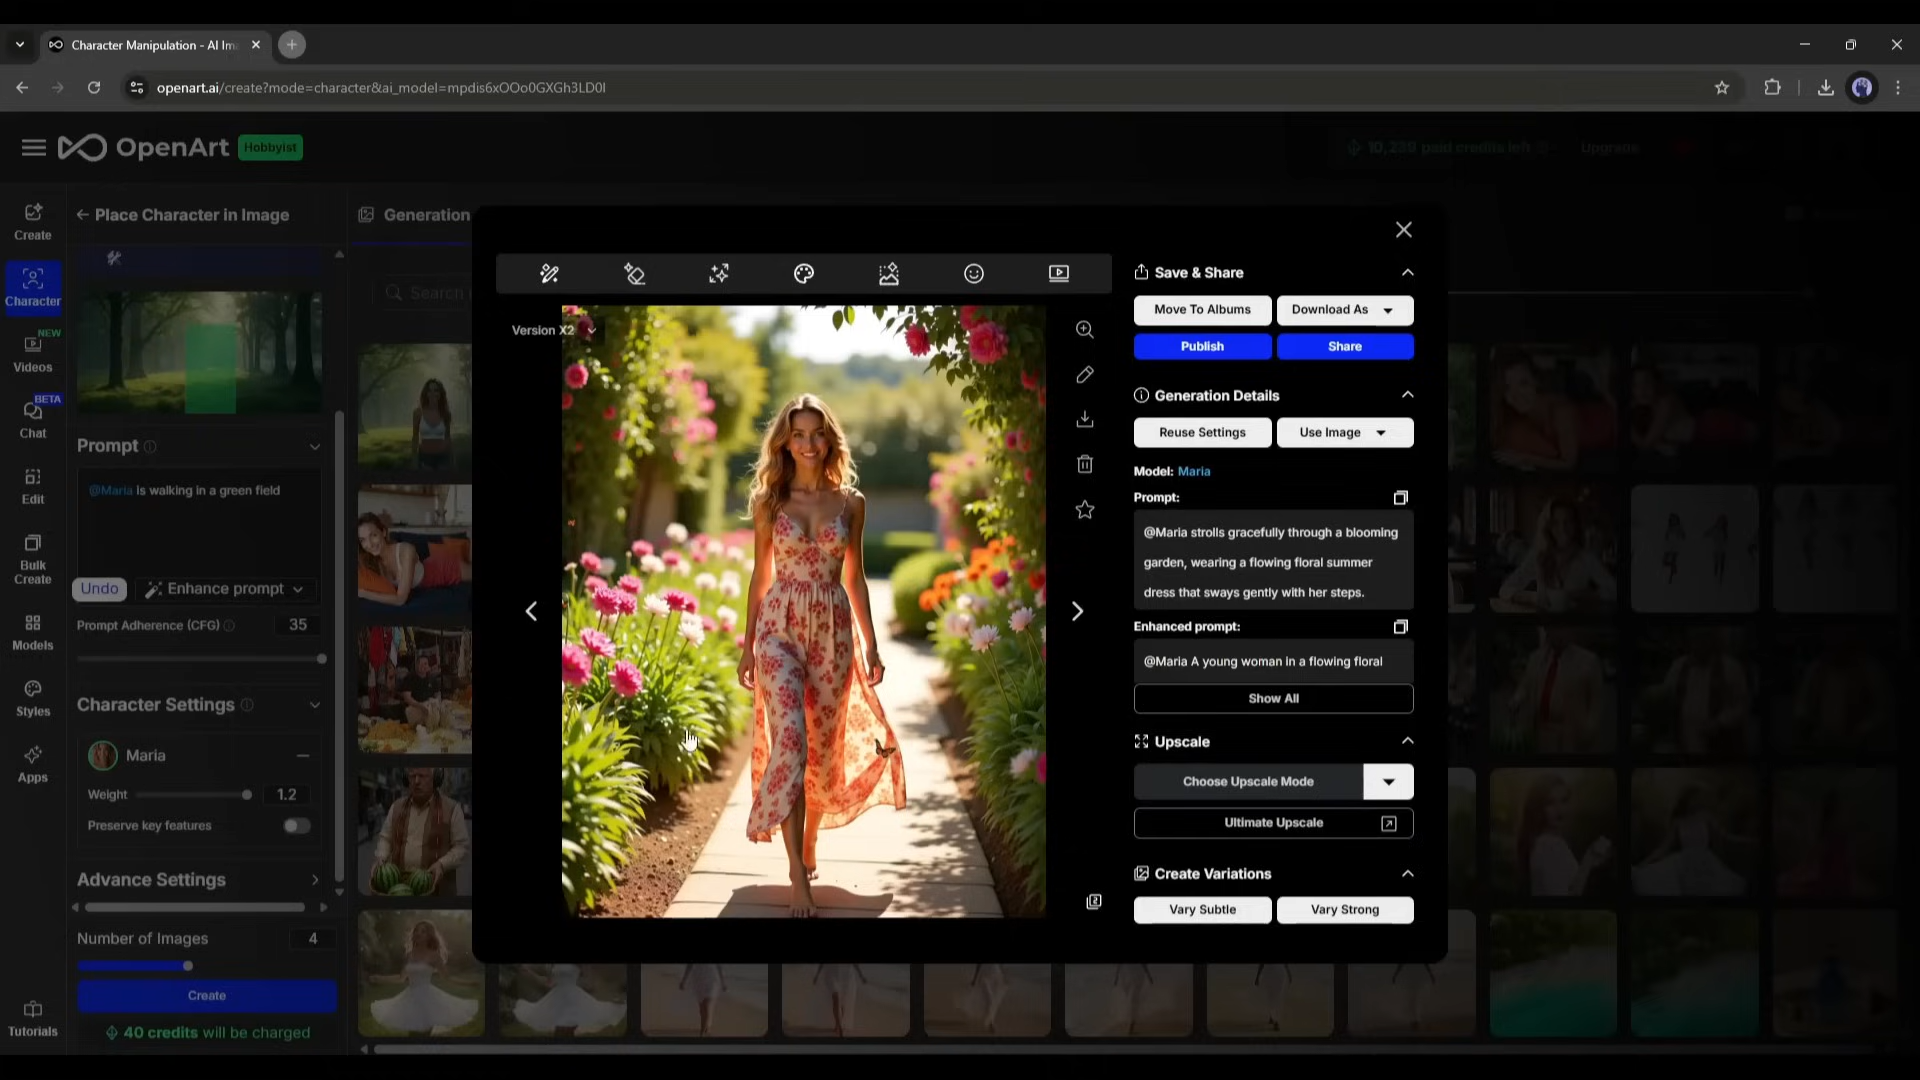 Character Manipulation - AI Im
openart.ai/create?mode=character&ai_model=mpdis6xOOo0GXGh3LD0I
OpenArt Hobbyist
10,239 paid credits left
Upgrade
Create
Character
NEW
Videos
BETA
Chat
Edit
Bulk
Create
Models
Styles
Apps
Tutorials
Place Character in Image
Prompt
@Maria Is walking in a green field
Undo
Enhance prompt
Prompt Adherence (CFG)
35
Character Settings
Maria
Weight
1.2
Preserve key features
Advance Settings
Number of Images
4
Create
40 credits will be charged
Generation
Search
Version X2
Save & Share
Move To Albums
Download As
Publish
Share
Generation Details
Reuse Settings
Use Image
Model: Maria
Prompt:
@Maria strolls gracefully through a blooming
garden, wearing a flowing floral summer
dress that sways gently with her steps.
Enhanced prompt:
@Maria A young woman in a flowing floral
Show All
Upscale
Choose Upscale Mode
Ultimate Upscale
Create Variations
Vary Subtle
Vary Strong